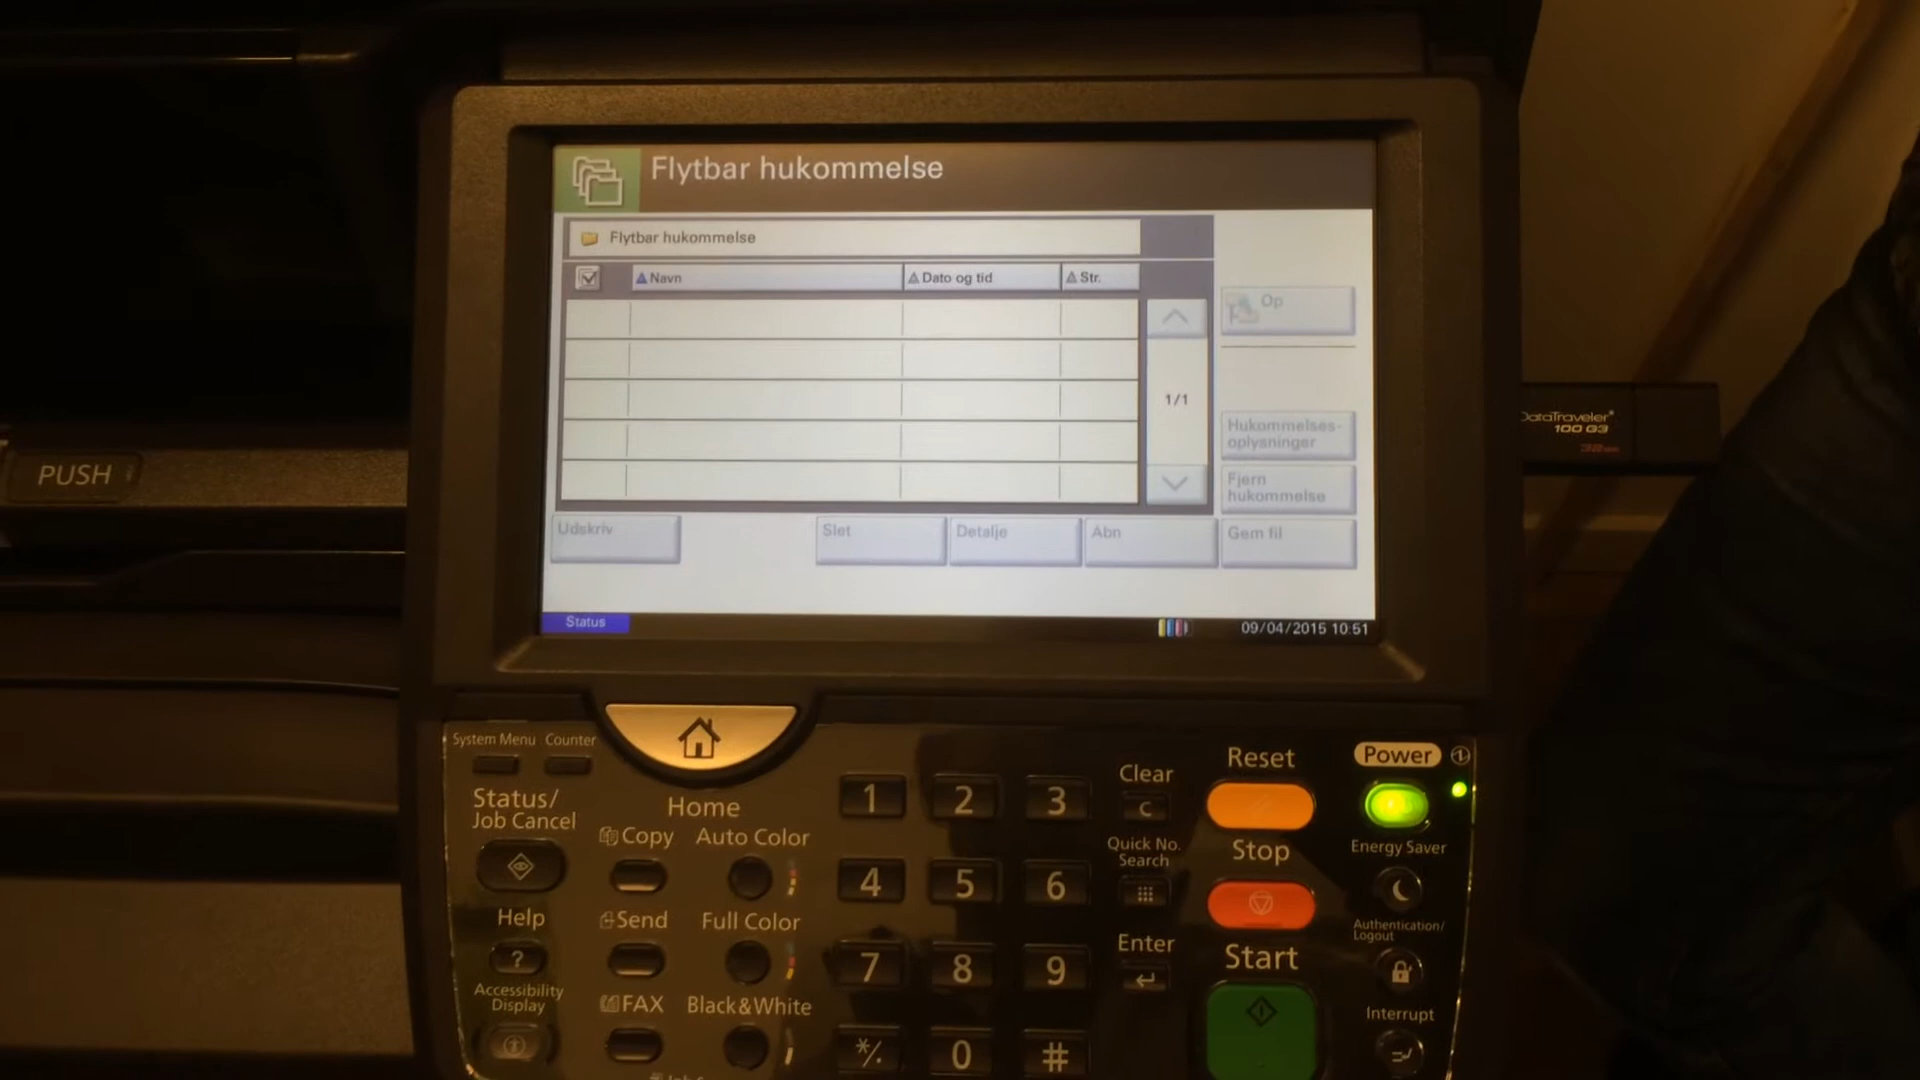 Flytbar hukommelse
Flytbar hukommelse
Navn
Dato og tid
Str.
Op
1/1
Hukommelses-
oplysninger
Fjern
hukommelse
Udskriv
Slet
Detalje
Abn
Gem fil
Status
09/04/2015 10:51
DataTraveler®
100 G3
PUSH
System Menu
Counter
Status/
Job Cancel
Help
?
Accessibility
Display
Home
Copy
Auto Color
Send
Full Color
FAX
Black&White
1
2
3
4
5
6
7
8
9
*/.
0
#
Clear
C
Quick No.
Search
Enter
Reset
Stop
Start
Power
Energy Saver
Authentication/
Logout
Interrupt